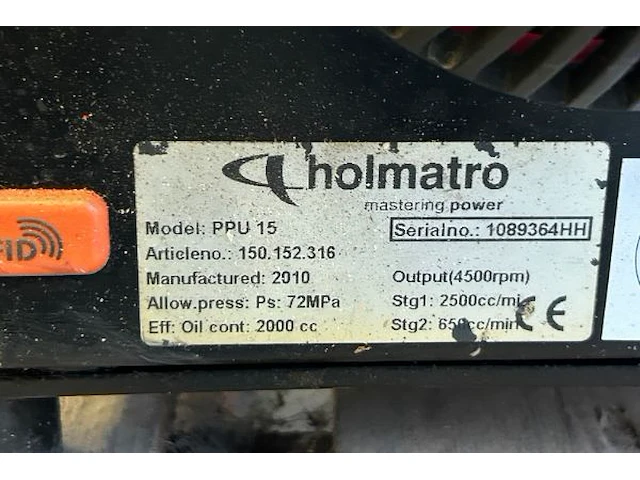 holmatro
mastering power
Model: PPU 15
Serialno.: 1089364HH
Articleno.: 150.152.316
Manufactured: 2010
Output(4500rpm)
Allow.press: Ps: 72MPa
Stg1: 2500cc/mi
Eff: Oil cont: 2000 cc
Stg2: 650cc/min
CE
FID